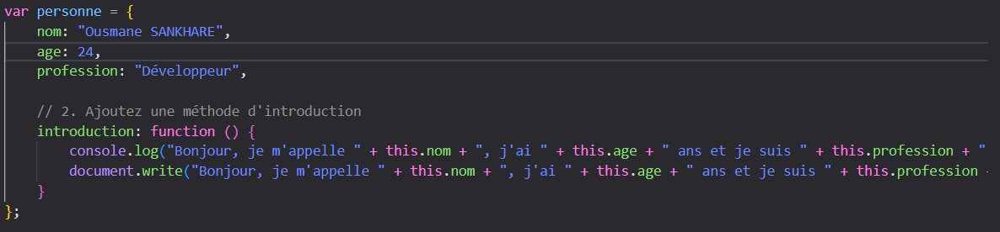 var personne = {
    nom: "Ousmane SANKHARE",
    age: 24,
    profession: "Développeur",
    // 2. Ajoutez une méthode d'introduction
    introduction: function () {
        console.log("Bonjour, je m'appelle " + this.nom + ", j'ai " + this.age + " ans et je suis " + this.profession + "
        document.write("Bonjour, je m'appelle " + this.nom + ", j'ai " + this.age + " ans et je suis " + this.profession +
    }
};